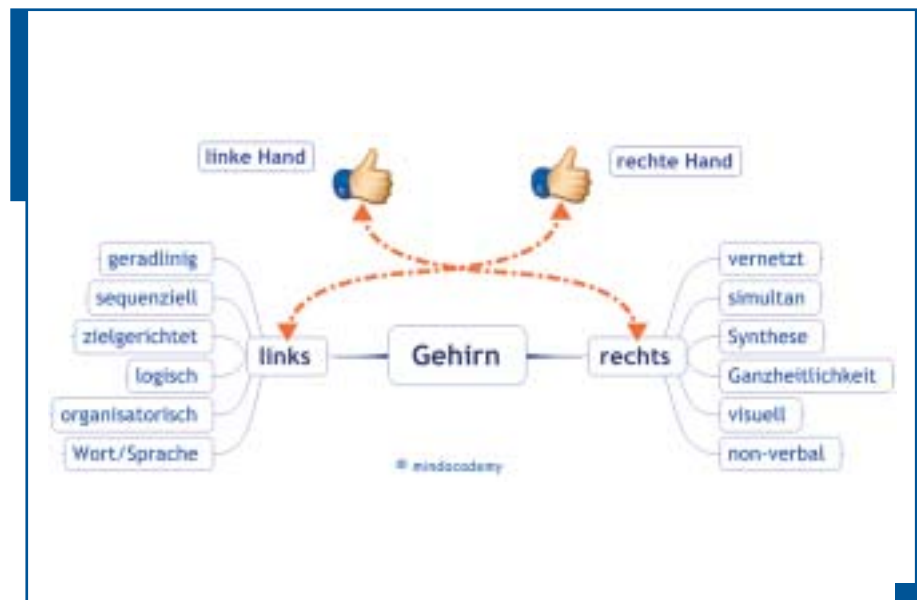 linke Hand
rechte Hand
geradlinig
sequenziell
zielgerichtet
logisch
organisatorisch
Wort/Sprache
links
Gehirn
rechts
vernetzt
simultan
Synthese
Ganzheitlichkeit
visuell
non-verbal
© mindacademy